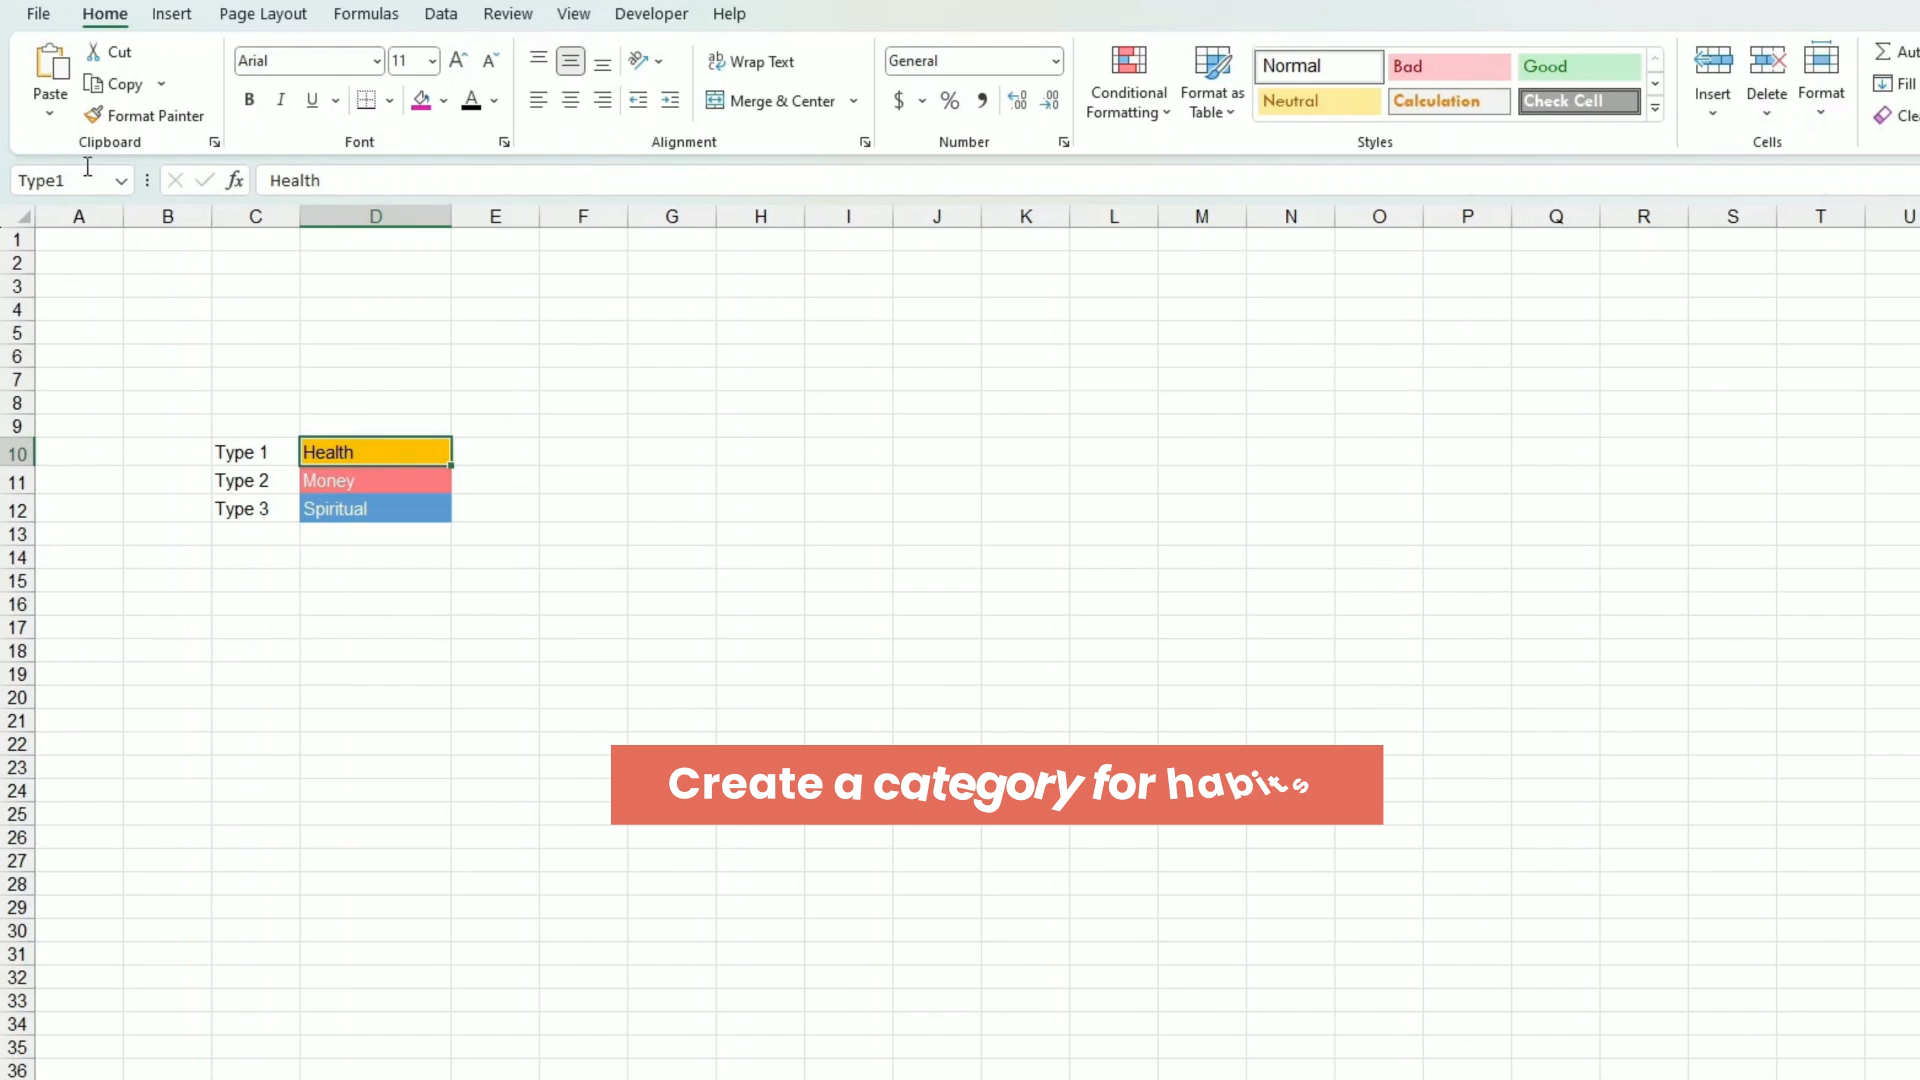 File Home Insert Page Layout Formulas Data Review View Developer Help
Paste Cut Copy Format Painter Clipboard
Arial 11 B I U A Font
ab Wrap Text Merge & Center Alignment
General $ % Number
Conditional Formatting Format as Table
Normal Bad Good
Neutral Calculation Check Cell
Styles
Insert Delete Format Cells
Fill
Type1 fx Health
A B C D E F G H I J K L M N O P Q R S T U
1
2
3
4
5
6
7
8
9
10 Type 1 Health
11 Type 2 Money
12 Type 3 Spiritual
13
14
15
16
17
18
19
20
21
22
23
24
25
26
27
28
29
30
31
32
33
34
35
36
Create a category for habits